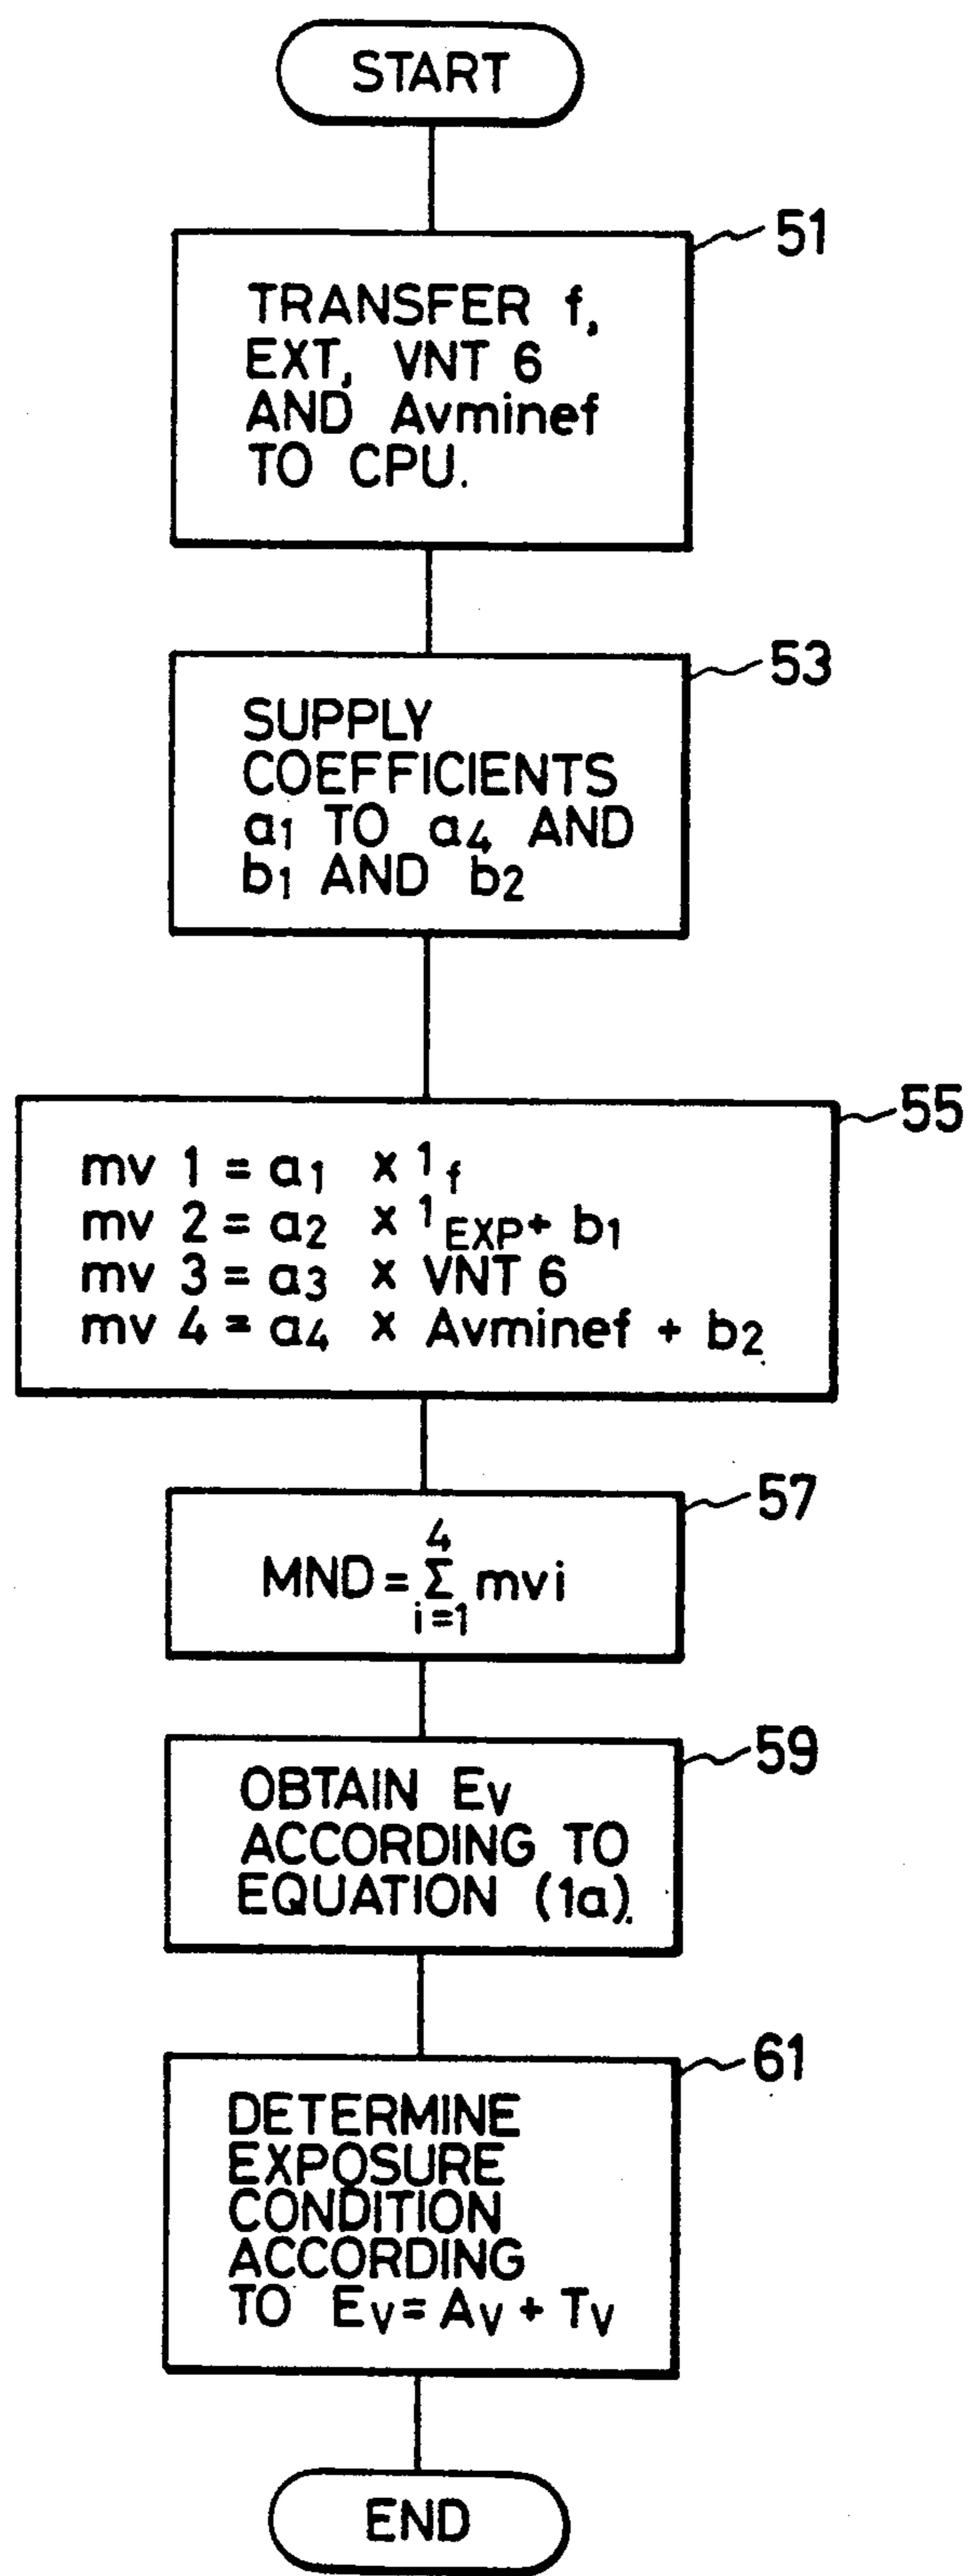 START
51
TRANSFER f,
EXT, VNT 6
AND Avminef
TO CPU.
53
SUPPLY
COEFFICIENTS
a1 TO a4 AND
b1 AND b2
55
mv 1 = a1 × 1f
mv 2 = a2 × 1EXP + b1
mv 3 = a3 × VNT 6
mv 4 = a4 × Avminef + b2
57
4
MND = Σ mvi
i=1
59
OBTAIN Ev
ACCORDING TO
EQUATION (1a).
61
DETERMINE
EXPOSURE
CONDITION
ACCORDING
TO Ev = Av + Tv
END